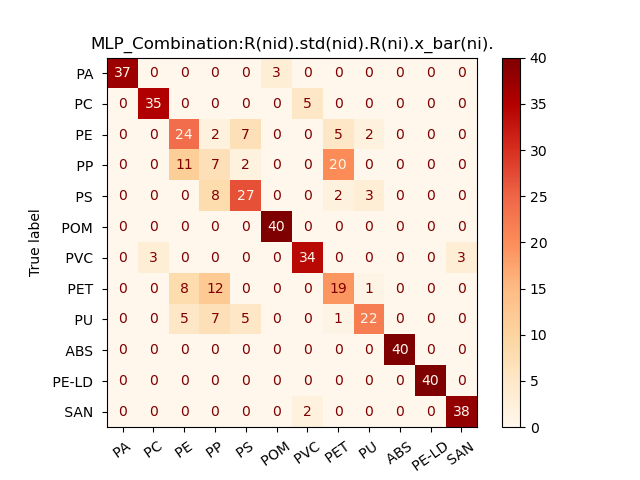 MLP_Combination:R(nid).std(nid).R(ni).x_bar(ni).
True label
PA 37 0 0 0 0 3 0 0 0 0 0 0
PC 0 35 0 0 0 0 5 0 0 0 0 0
PE 0 0 24 2 7 0 0 5 2 0 0 0
PP 0 0 11 7 2 0 0 20 0 0 0 0
PS 0 0 0 8 27 0 0 2 3 0 0 0
POM 0 0 0 0 0 40 0 0 0 0 0 0
PVC 0 3 0 0 0 0 34 0 0 0 0 3
PET 0 0 8 12 0 0 0 19 1 0 0 0
PU 0 0 5 7 5 0 0 1 22 0 0 0
ABS 0 0 0 0 0 0 0 0 0 40 0 0
PE-LD 0 0 0 0 0 0 0 0 0 0 40 0
SAN 0 0 0 0 0 0 2 0 0 0 0 38
PA PC PE PP PS POM PVC PET PU ABS PE-LD SAN
40
35
30
25
20
15
10
5
0